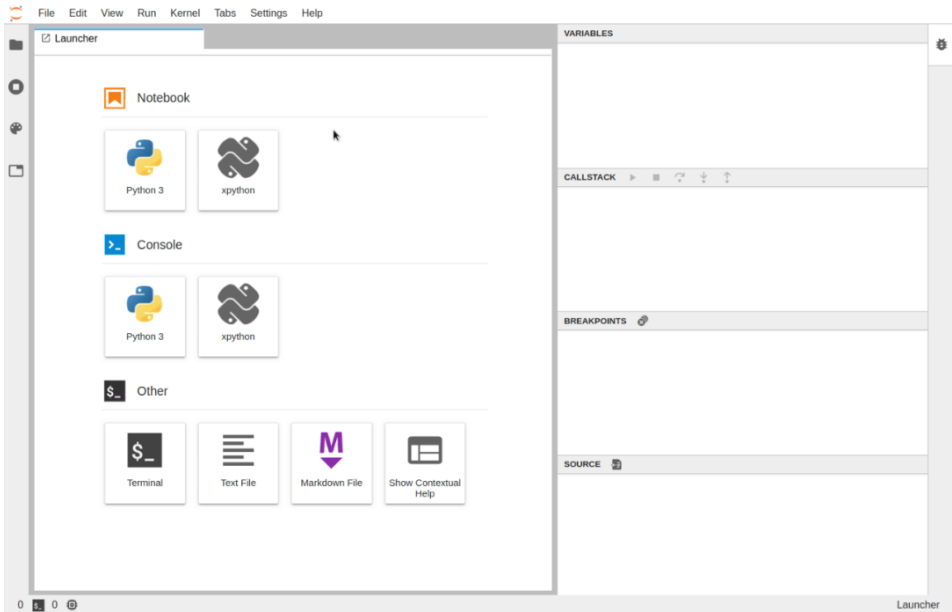 File Edit View Run Kernel Tabs Settings Help
Launcher
Notebook
Python 3 xpython
Console
Python 3 xpython
$_ Other
$_
M
Terminal Text File Markdown File Show Contextual
Help
VARIABLES
CALLSTACK
BREAKPOINTS
SOURCE
0 $_ 0 Launcher